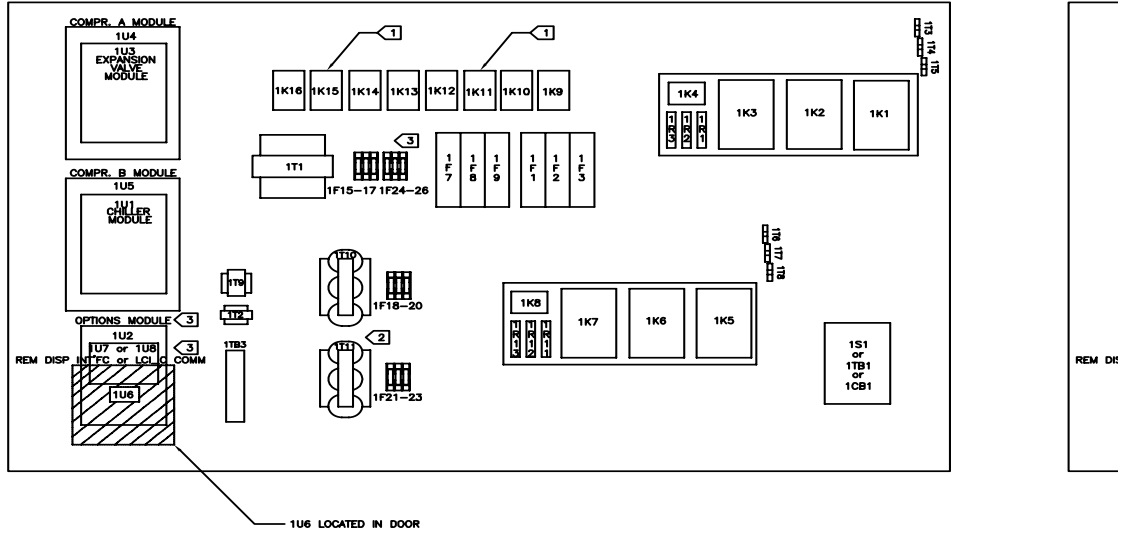 COMPR. A MODULE
1U4
1U3
EXPANSION
VALVE
MODULE
1
1
1K16 1K15 1K14 1K13 1K12 1K11 1K10 1K9
1T3
1T4
1T5
1K4
1R3 1R2 1R1
1K3 1K2 1K1
1T1
3
1F15-17 1F24-26
1F7 1F8 1F9 1F1 1F2 1F3
COMPR. B MODULE
1U5
1U1
CHILLER
MODULE
1T6
1T7
1T8
1T9
1T2
1TB3
1T10
1F18-20
2
1T11
1F21-23
1K8
1R13 1R12 1R11
1K7 1K6 1K5
OPTIONS MODULE 3
1U2
1U7 or 1U8 3
REM DISP INTFC or LCI_C COMM
1U6
1S1
or
1TB1
or
1CB1
REM DIS
1U6 LOCATED IN DOOR